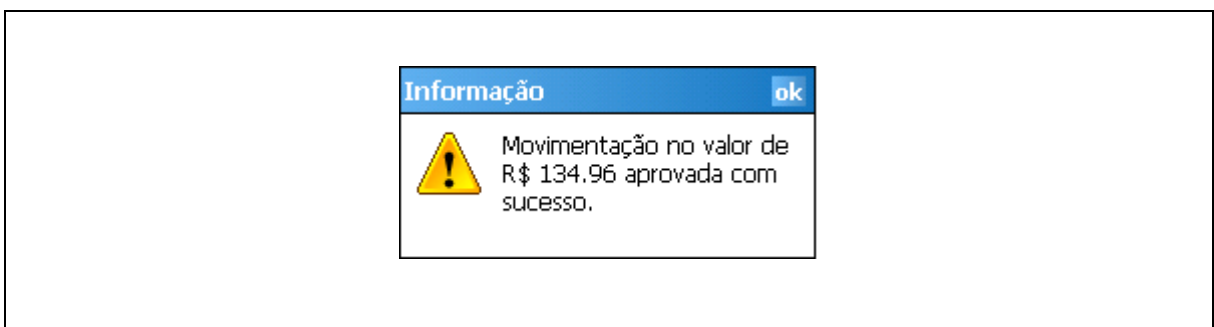 Informação ok
Movimentação no valor de
R$ 134.96 aprovada com
sucesso.